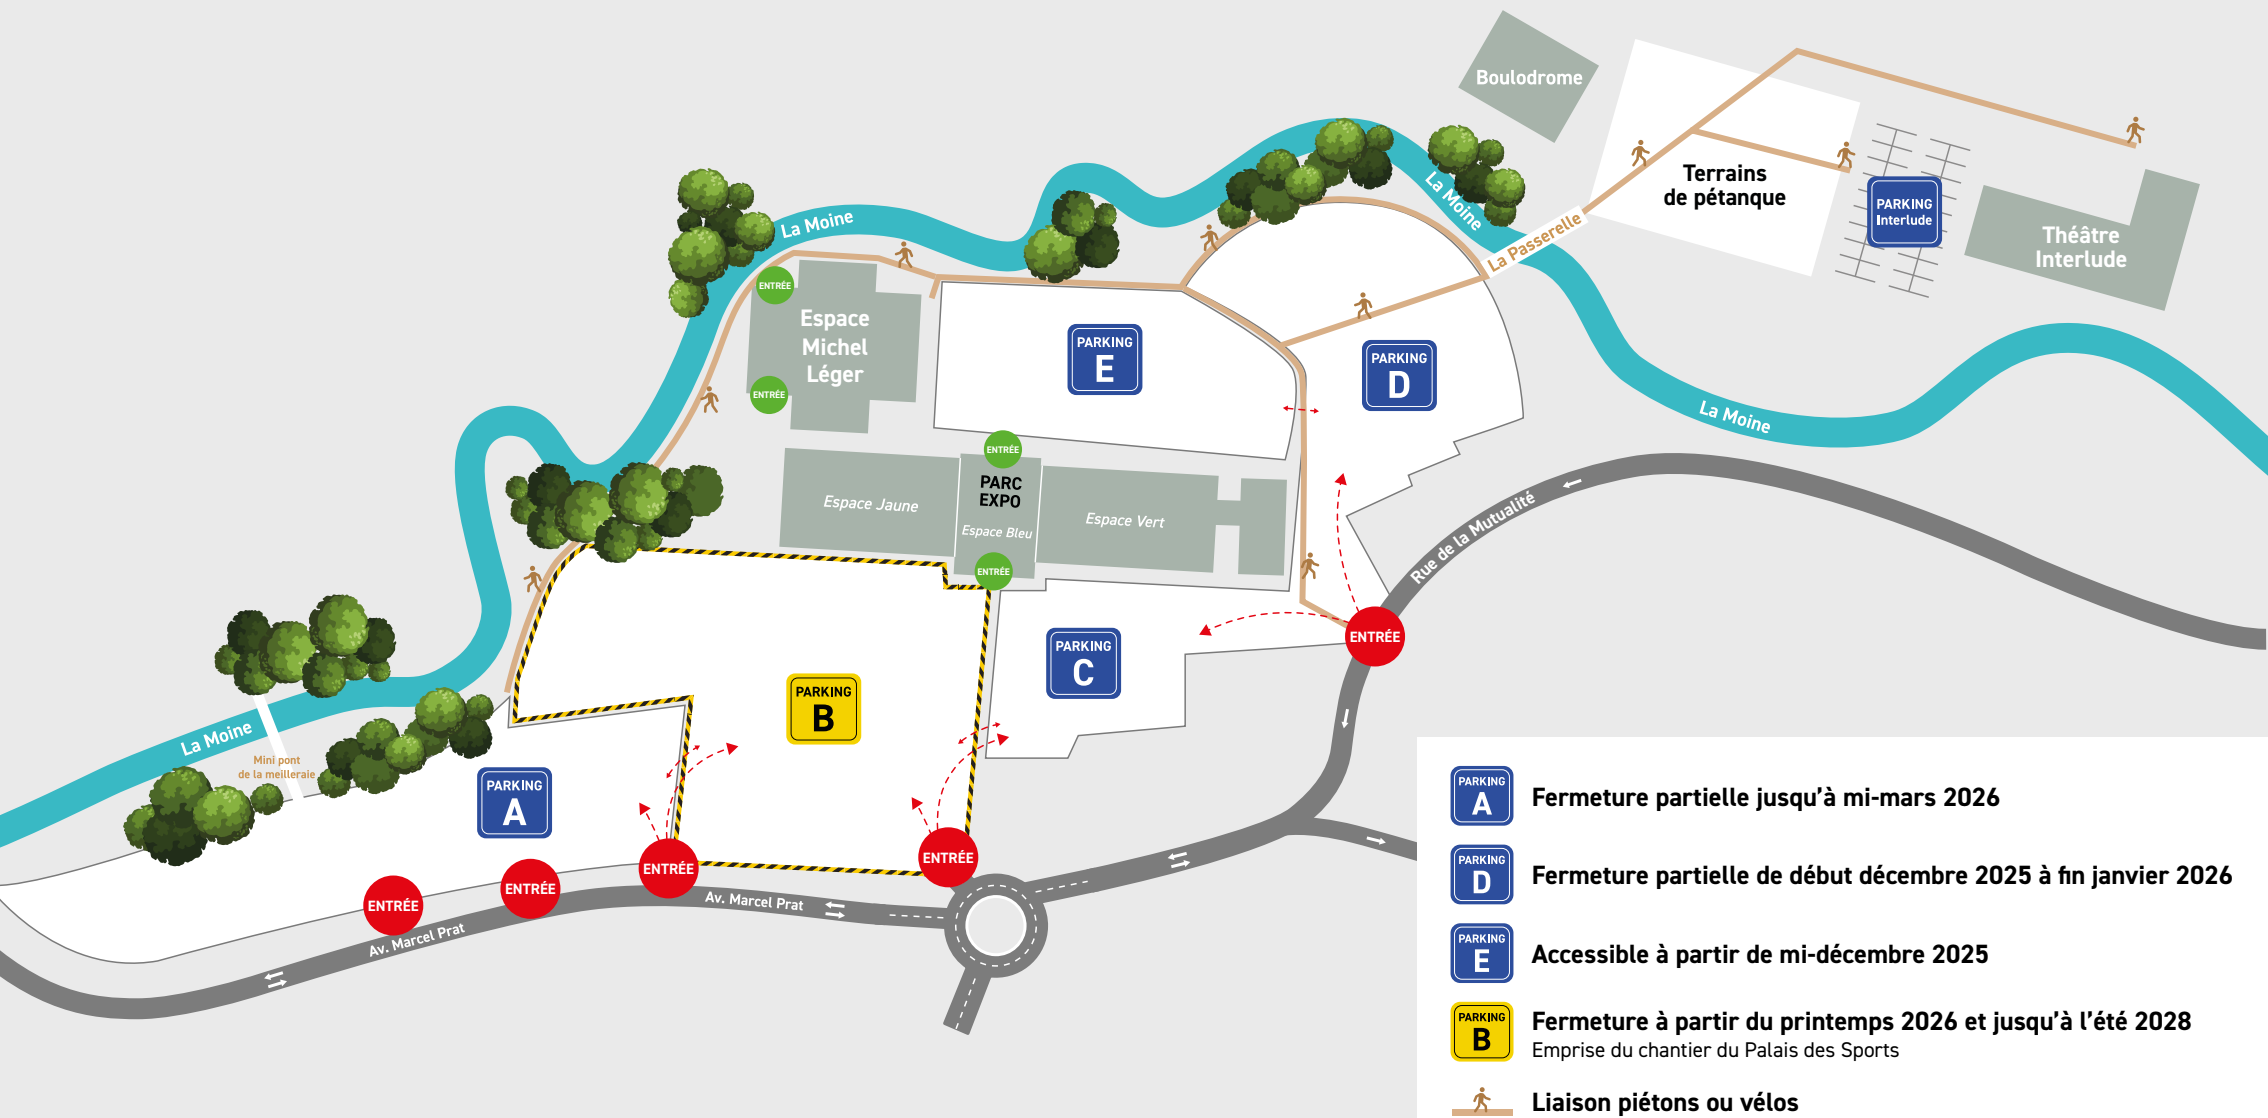 Boulodrome
Terrains
de pétanque
PARKING
Interlude
Théâtre
Interlude
La Moine
La Passerelle
La Moine
ENTRÉE
Espace
Michel
Léger
ENTRÉE
PARKING
E
PARKING
D
La Moine
ENTRÉE
PARC
EXPO
Espace Jaune
Espace Bleu
Espace Vert
ENTRÉE
Rue de la Mutualité
ENTRÉE
PARKING
C
PARKING
B
La Moine
Mini pont
de la meilleraie
PARKING
A
ENTRÉE
ENTRÉE
ENTRÉE
ENTRÉE
Av. Marcel Prat
Av. Marcel Prat
PARKING
A
Fermeture partielle jusqu'à mi-mars 2026
PARKING
D
Fermeture partielle de début décembre 2025 à fin janvier 2026
PARKING
E
Accessible à partir de mi-décembre 2025
PARKING
B
Fermeture à partir du printemps 2026 et jusqu'à l'été 2028
Emprise du chantier du Palais des Sports
Liaison piétons ou vélos